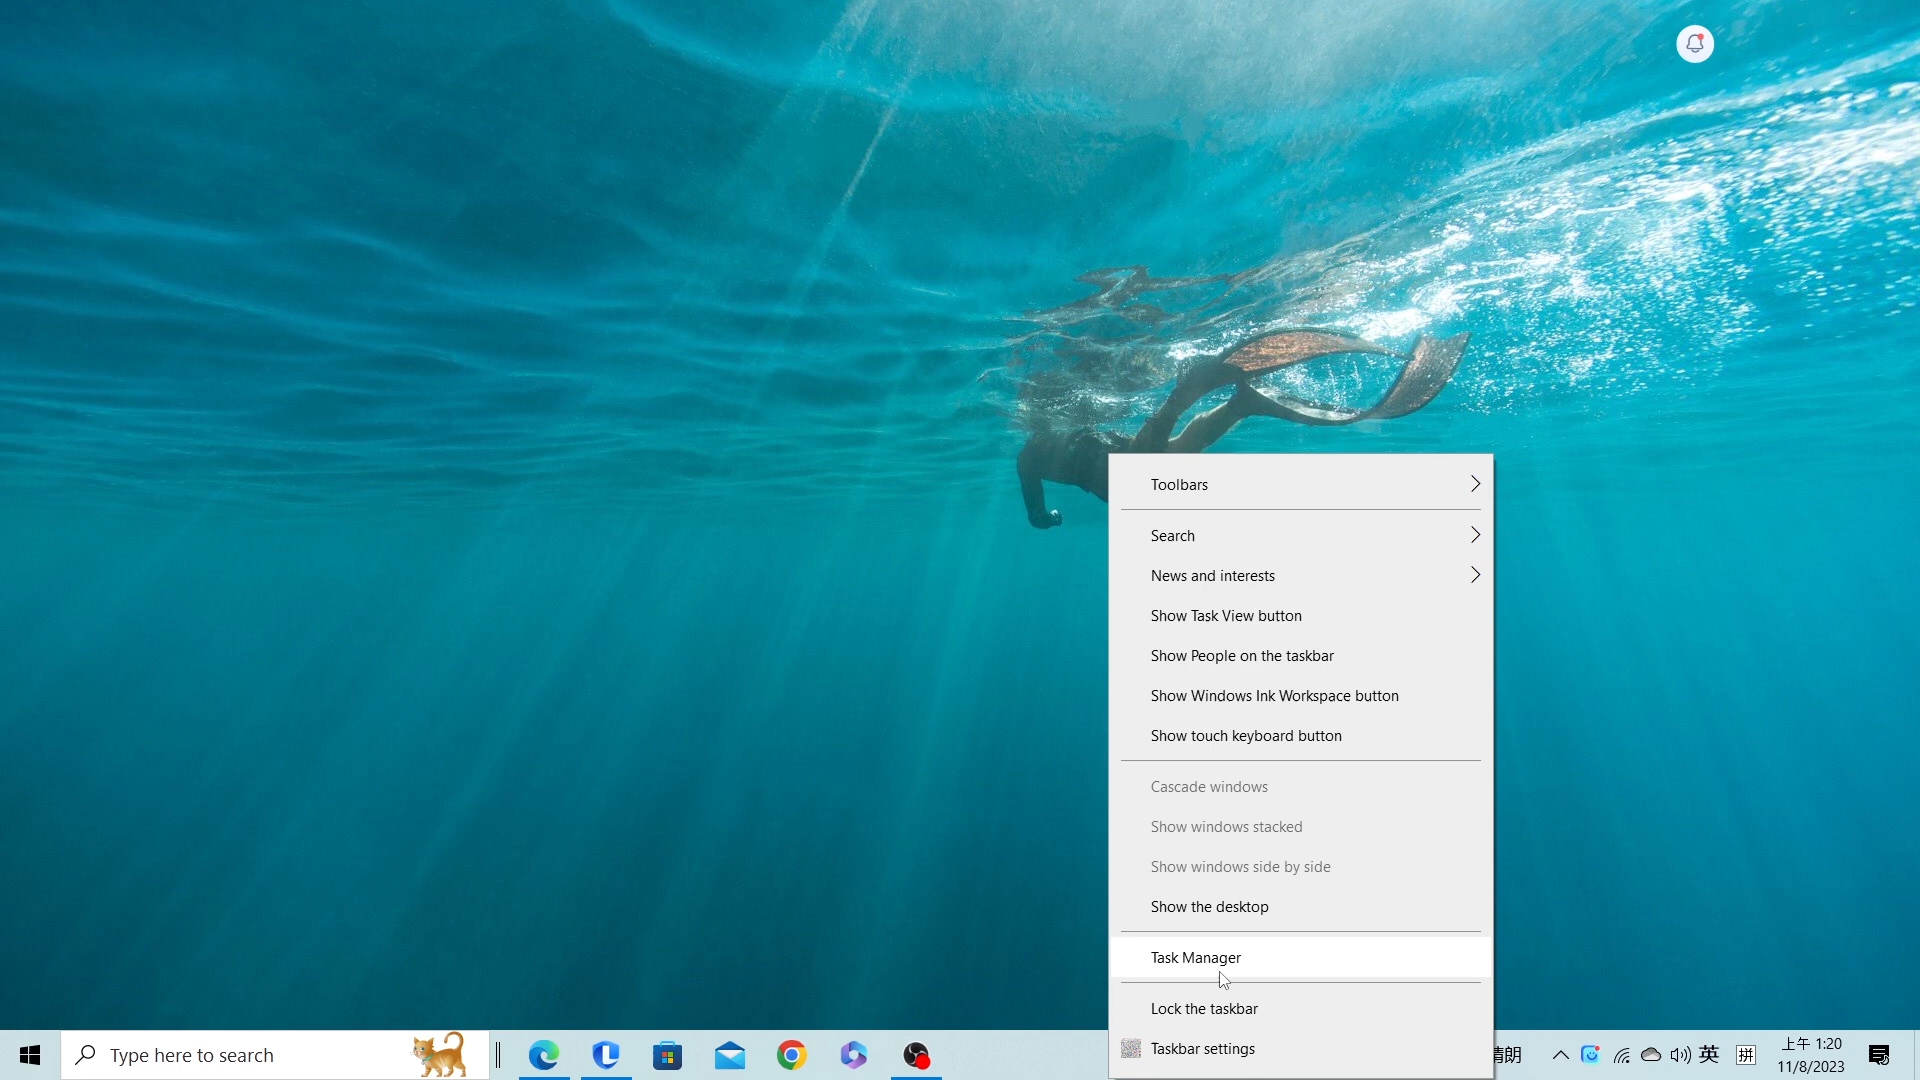 Toolbars
Search
News and interests
Show Task View button
Show People on the taskbar
Show Windows Ink Workspace button
Show touch keyboard button
Cascade windows
Show windows stacked
Show windows side by side
Show the desktop
Task Manager
Lock the taskbar
Taskbar settings
Type here to search
晴朗
英
拼
上午 1:20
11/8/2023